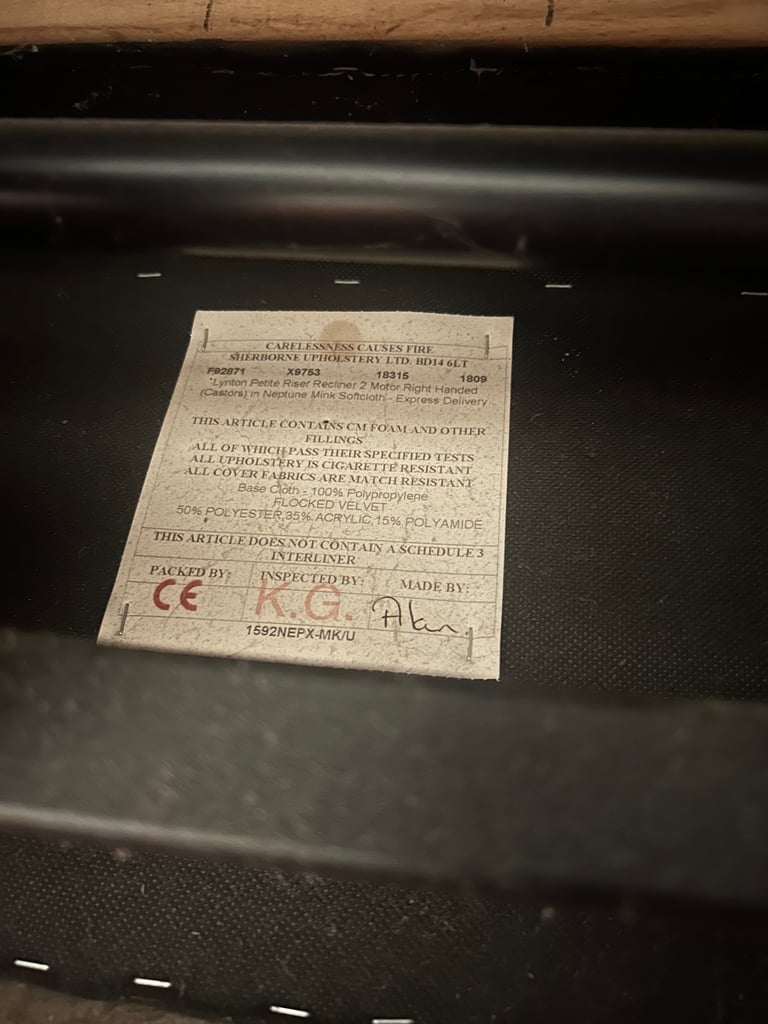 CARELESSNESS CAUSES FIRE
SHERBORNE UPHOLSTERY LTD. BD14 6LT
F92871 X9753 18315 1809
*Lynton Petite Riser Recliner 2 Motor Right Handed
(Castors) in Neptune Mink Softcloth - Express Delivery
THIS ARTICLE CONTAINS CM FOAM AND OTHER
FILLINGS
ALL OF WHICH PASS THEIR SPECIFIED TESTS
ALL UPHOLSTERY IS CIGARETTE RESISTANT
ALL COVER FABRICS ARE MATCH RESISTANT
Base Cloth - 100% Polypropylene
FLOCKED VELVET
50% POLYESTER,35% ACRYLIC,15% POLYAMIDE
THIS ARTICLE DOES NOT CONTAIN A SCHEDULE 3
INTERLINER
PACKED BY: INSPECTED BY: MADE BY:
CE K.G. Alan.
1592NEPX-MK/U